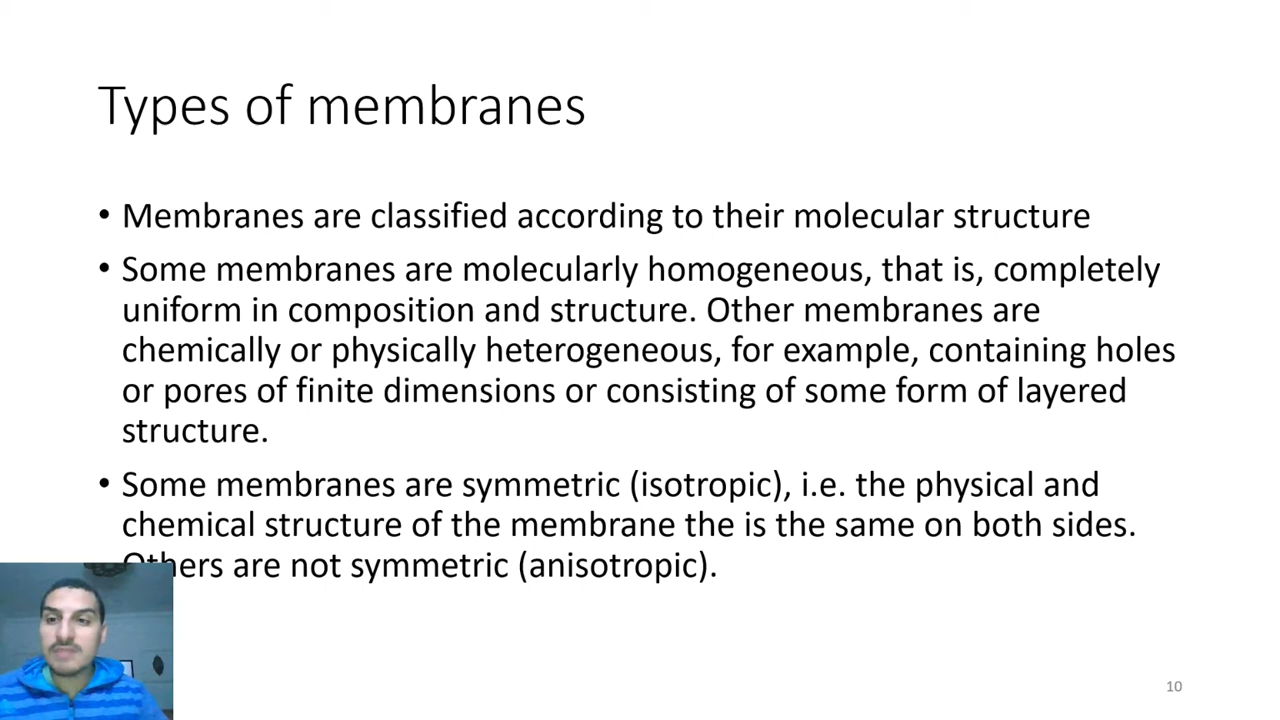 Types of membranes
• Membranes are classified according to their molecular structure
• Some membranes are molecularly homogeneous, that is, completely
uniform in composition and structure. Other membranes are
chemically or physically heterogeneous, for example, containing holes
or pores of finite dimensions or consisting of some form of layered
structure.
• Some membranes are symmetric (isotropic), i.e. the physical and
chemical structure of the membrane the is the same on both sides.
Others are not symmetric (anisotropic).
10